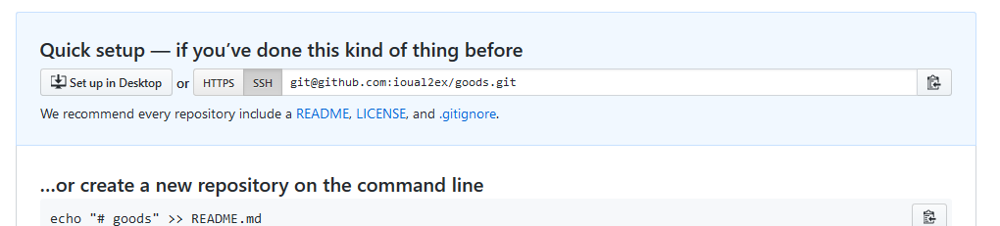 Quick setup — if you’ve done this kind of thing before
Set up in Desktop or HTTPS SSH git@github.com:ioual2ex/goods.git
We recommend every repository include a README, LICENSE, and .gitignore.
…or create a new repository on the command line
echo "# goods" >> README.md